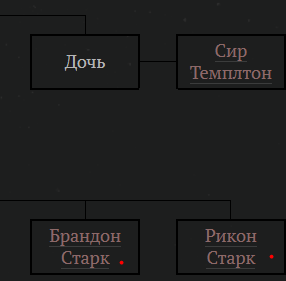 Дочь
Сир
Темплтон
Брандон
Старк
Рикон
Старк